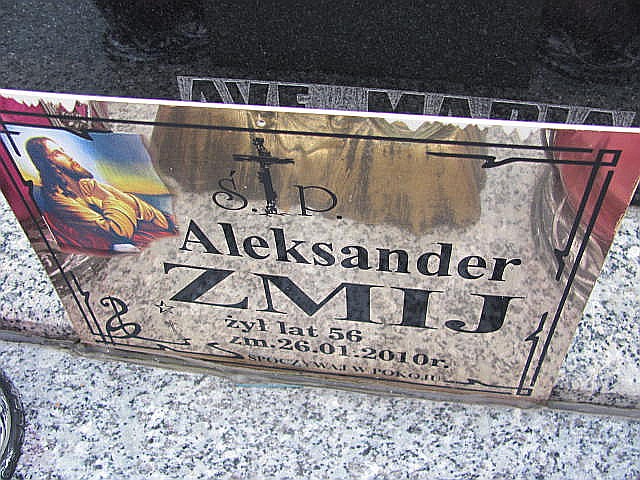 AVE MARIA
Ś. P.
Aleksander
ZMIJ
żył lat 56
zm. 26.01.2010r.
SPOCZYWAJ W POKOJU